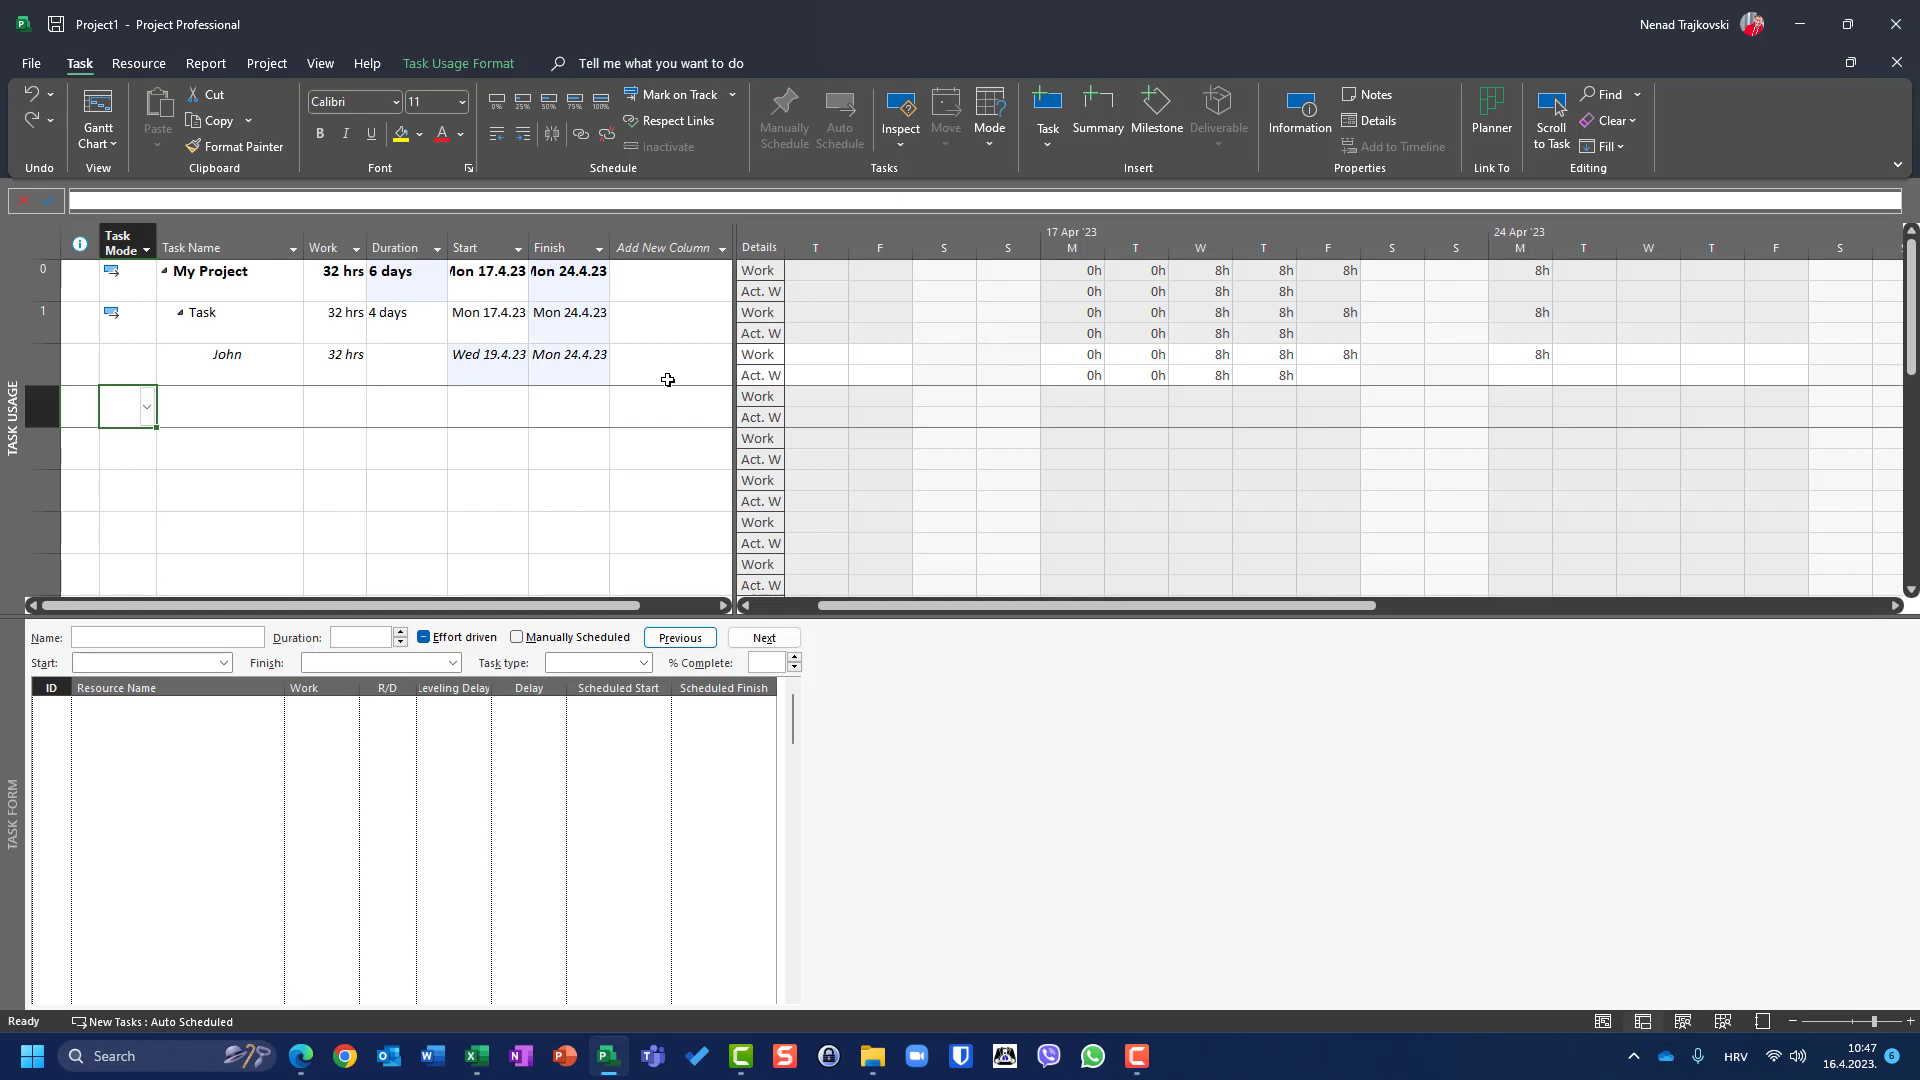 Project1 - Project Professional
Nenad Trajkovski
File Task Resource Report Project View Help Task Usage Format Tell me what you want to do
Gantt Chart
Paste
Cut
Copy
Format Painter
Calibri 11
B I U A
0% 25% 50% 75% 100%
Mark on Track
Respect Links
Inactivate
Manually Schedule
Auto Schedule
Inspect
Move
Mode
Task
Summary
Milestone
Deliverable
Information
Notes
Details
Add to Timeline
Planner
Scroll to Task
Find
Clear
Fill
Undo View Clipboard Font Schedule Tasks Insert Properties Link To Editing
17 Apr '23 24 Apr '23
Task Mode Task Name Work Duration Start Finish Add New Column Details T F S S M T W T F S S M T W T F S
0 My Project 32 hrs 6 days Mon 17.4.23 Mon 24.4.23 Work 0h 0h 8h 8h 8h 8h
Act. W 0h 0h 8h 8h
1 Task 32 hrs 4 days Mon 17.4.23 Mon 24.4.23 Work 0h 0h 8h 8h 8h 8h
Act. W 0h 0h 8h 8h
John 32 hrs Wed 19.4.23 Mon 24.4.23 Work 0h 0h 8h 8h 8h 8h
Act. W 0h 0h 8h 8h
Work
Act. W
Work
Act. W
Work
Act. W
Work
Act. W
Work
Act. W
TASK USAGE
Name: Duration: Effort driven Manually Scheduled Previous Next
Start: Finish: Task type: % Complete:
ID Resource Name Work R/D Leveling Delay Delay Scheduled Start Scheduled Finish
TASK FORM
Ready New Tasks : Auto Scheduled
Search HRV 10:47
16.4.2023. 6